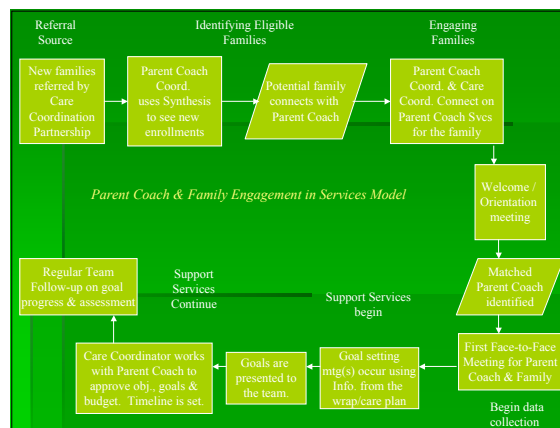 Referral
Source
Identifying Eligible
Families
Engaging
Families
New families
referred by
Care
Coordination
Partnership
Parent Coach
Coord.
uses Synthesis
to see new
enrollments
Potential family
connects with
Parent Coach
Parent Coach
Coord. & Care
Coord. Connect on
Parent Coach Svcs
for the family
Parent Coach & Family Engagement in Services Model
Welcome /
Orientation
meeting
Matched
Parent Coach
identified
First Face-to-Face
Meeting for Parent
Coach & Family
Begin data
collection
Support Services
begin
Goal setting
mtg(s) occur using
Info. from the
wrap/care plan
Goals are
presented to
the team.
Support
Services
Continue
Care Coordinator works
with Parent Coach to
approve obj., goals &
budget. Timeline is set.
Regular Team
Follow-up on goal
progress & assessment